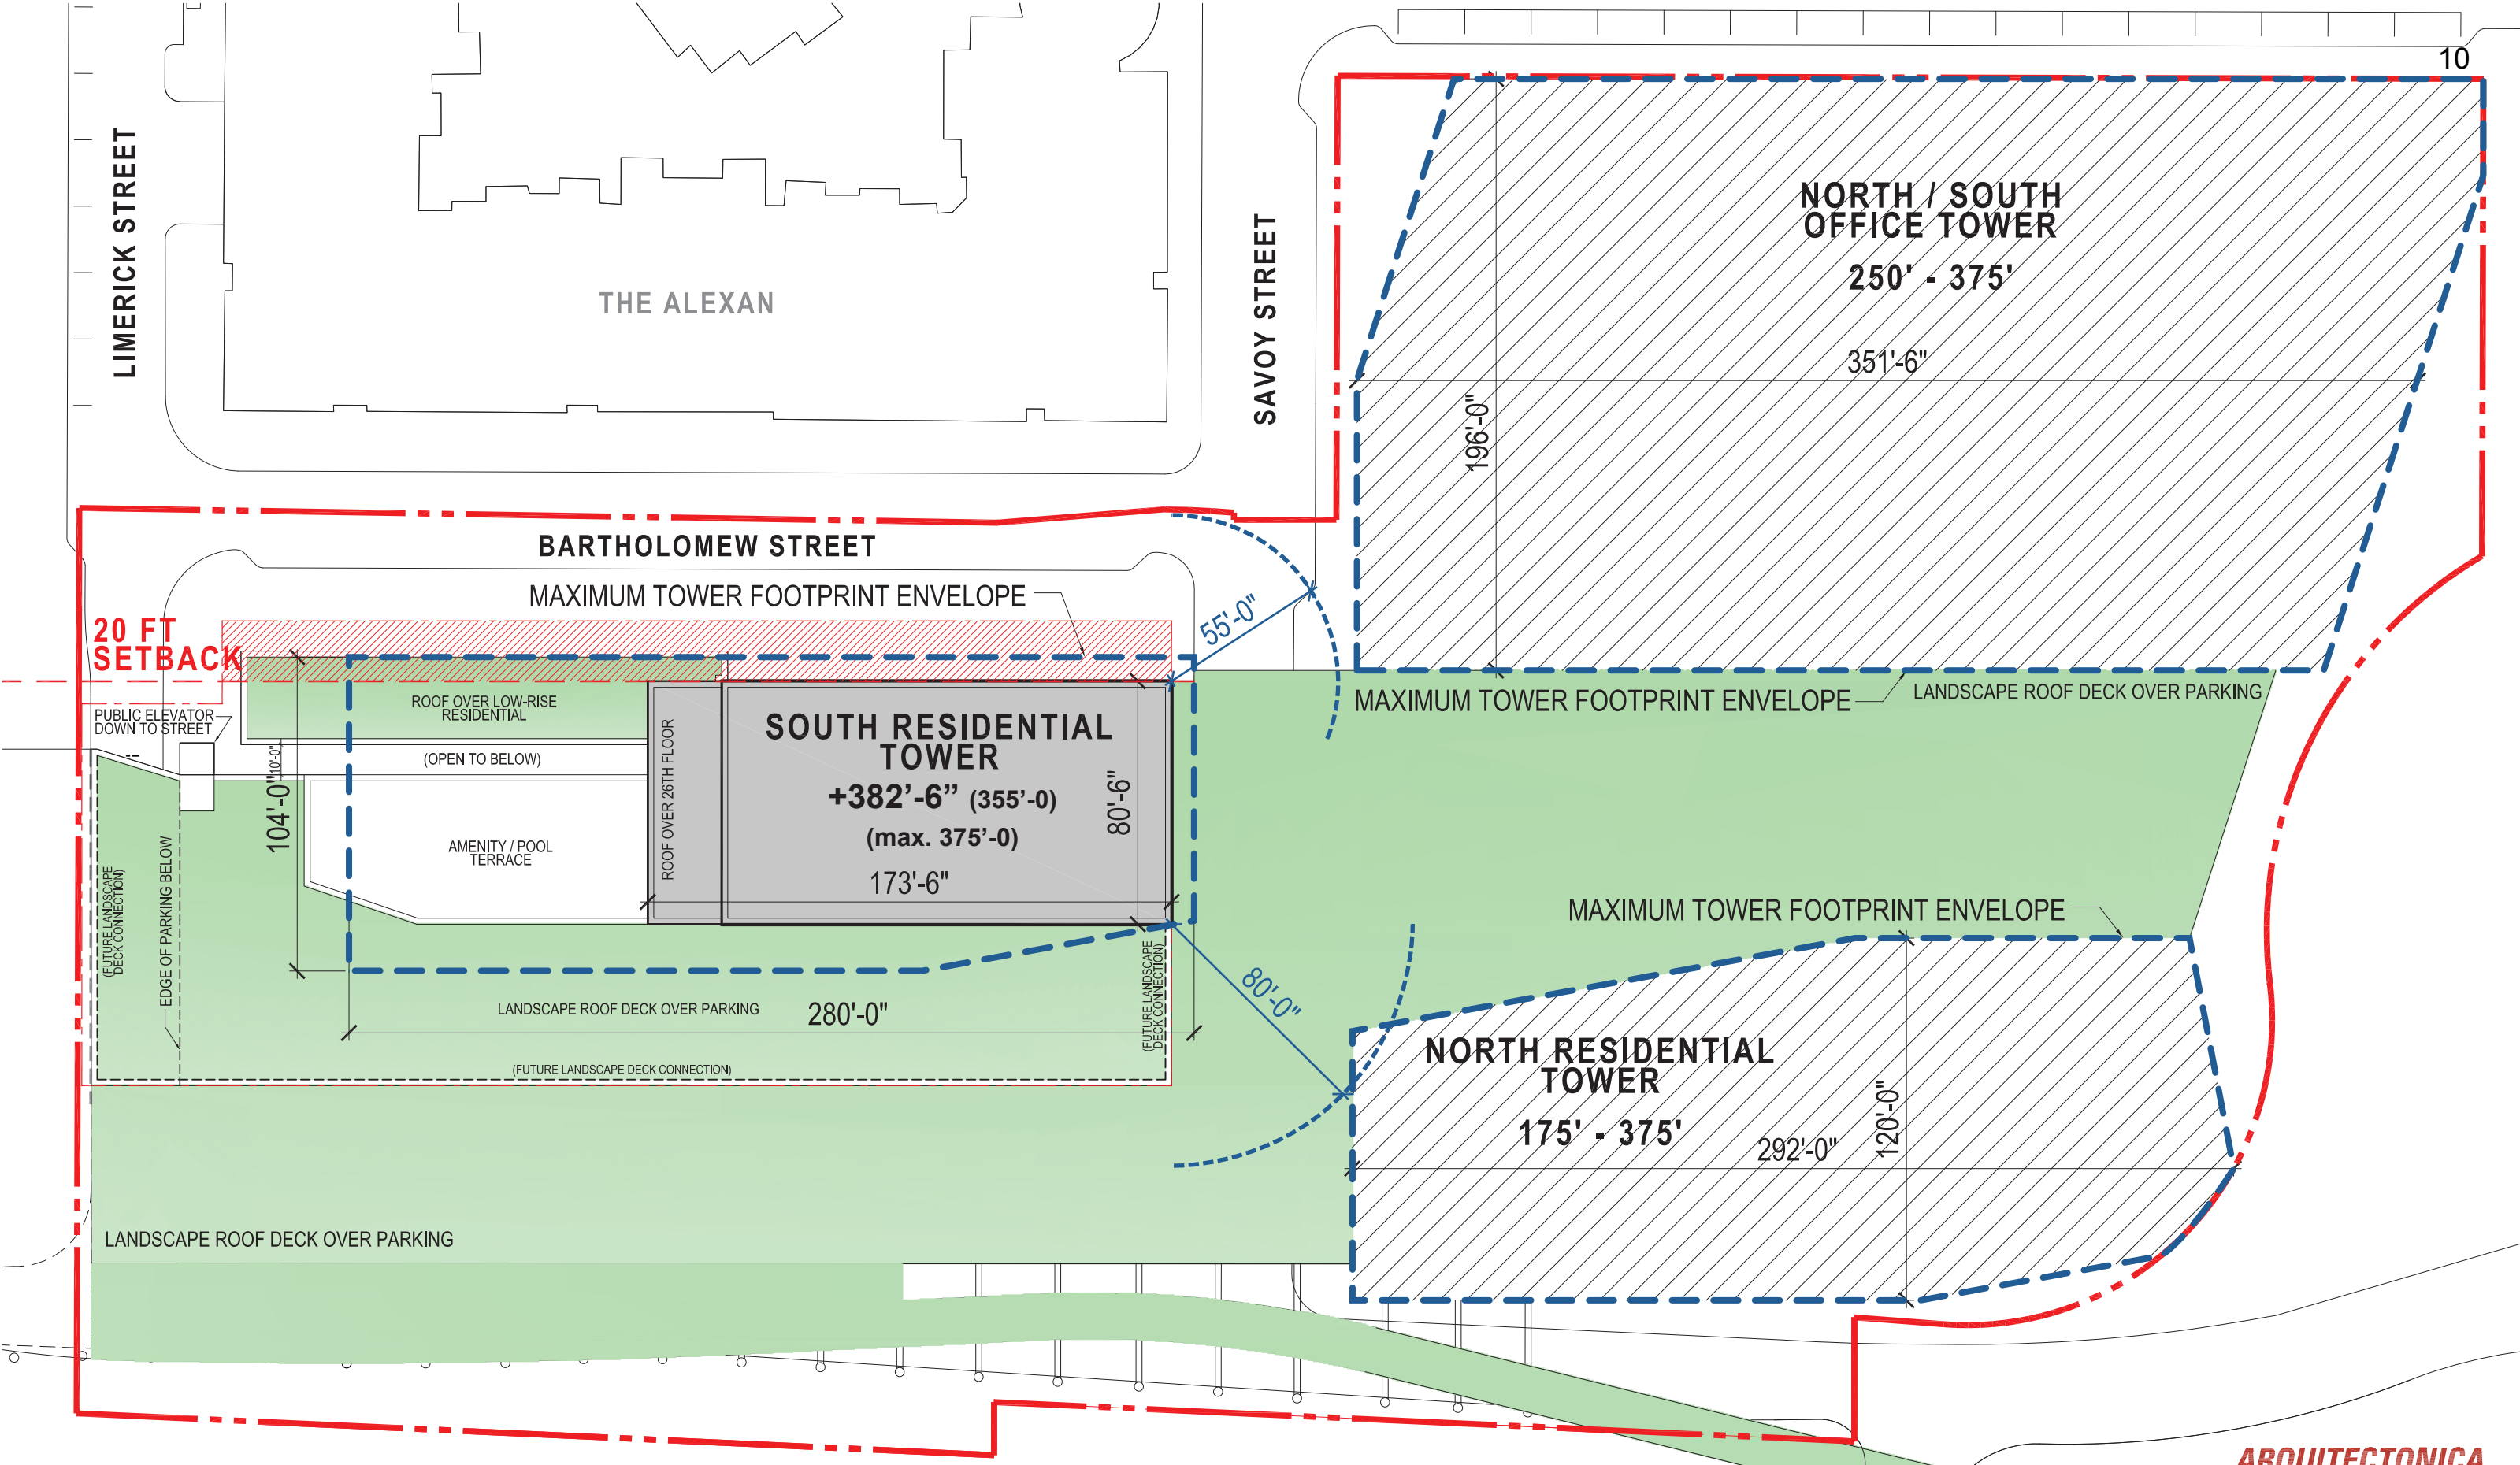 10
LIMERICK STREET
THE ALEXAN
SAVOY STREET
NORTH / SOUTH
OFFICE TOWER
250' - 375'
351'-6"
196'-0"
BARTHOLOMEW STREET
MAXIMUM TOWER FOOTPRINT ENVELOPE
55'-0"
20 FT
SETBACK
MAXIMUM TOWER FOOTPRINT ENVELOPE
LANDSCAPE ROOF DECK OVER PARKING
PUBLIC ELEVATOR
DOWN TO STREET
ROOF OVER LOW-RISE
RESIDENTIAL
(OPEN TO BELOW)
10'-0"
104'-0"
ROOF OVER 26TH FLOOR
SOUTH RESIDENTIAL
TOWER
+382’-6” (355’-0)
(max. 375’-0)
173'-6"
80'-6"
AMENITY / POOL
TERRACE
(FUTURE LANDSCAPE
DECK CONNECTION)
EDGE OF PARKING BELOW
MAXIMUM TOWER FOOTPRINT ENVELOPE
LANDSCAPE ROOF DECK OVER PARKING
280'-0"
(FUTURE LANDSCAPE
DECK CONNECTION)
80'-0"
(FUTURE LANDSCAPE DECK CONNECTION)
NORTH RESIDENTIAL
TOWER
175' - 375'
292'-0"
120'-0"
LANDSCAPE ROOF DECK OVER PARKING
ARQUITECTONICA